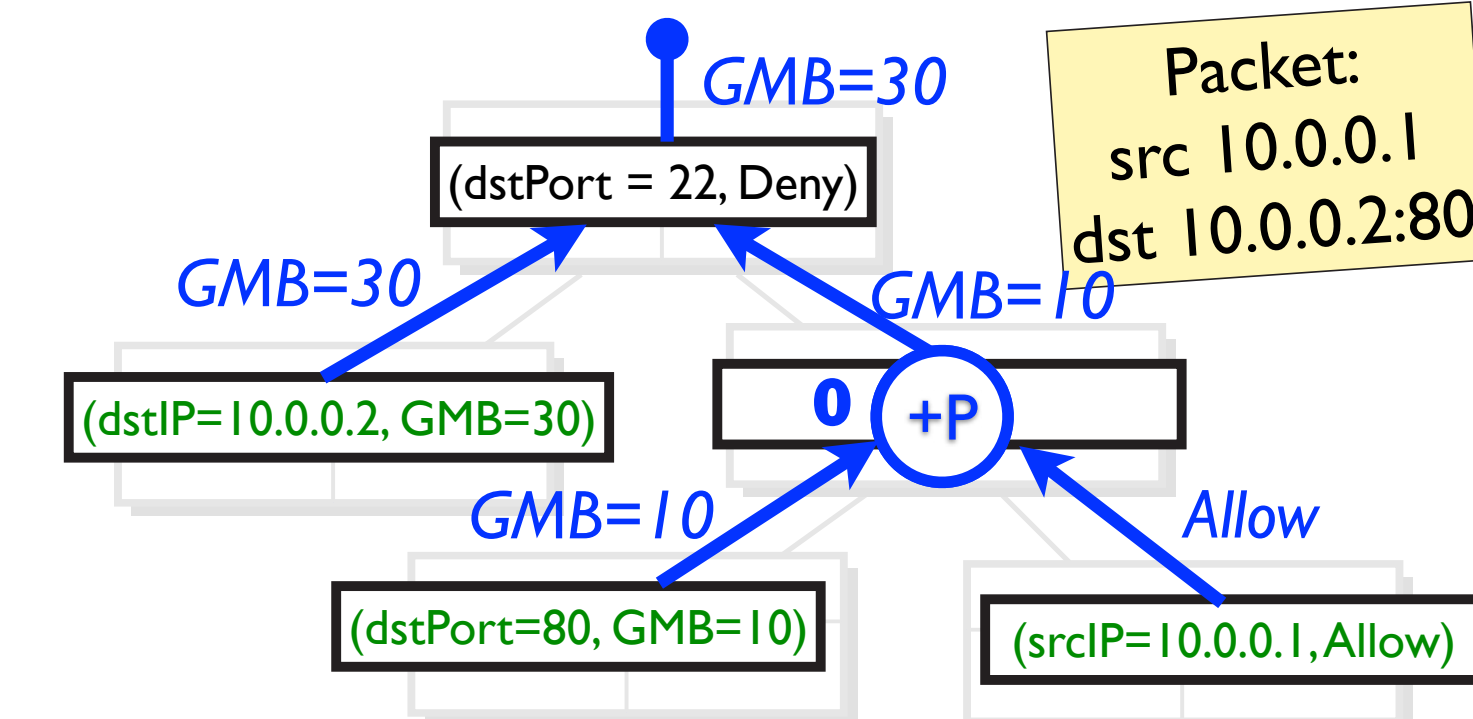 GMB=30
Packet:
src 10.0.0.1
dst 10.0.0.2:80
(dstPort = 22, Deny)
GMB=30
GMB=10
(dstIP=10.0.0.2, GMB=30)
0
+P
GMB=10
Allow
(dstPort=80, GMB=10)
(srcIP=10.0.0.1, Allow)